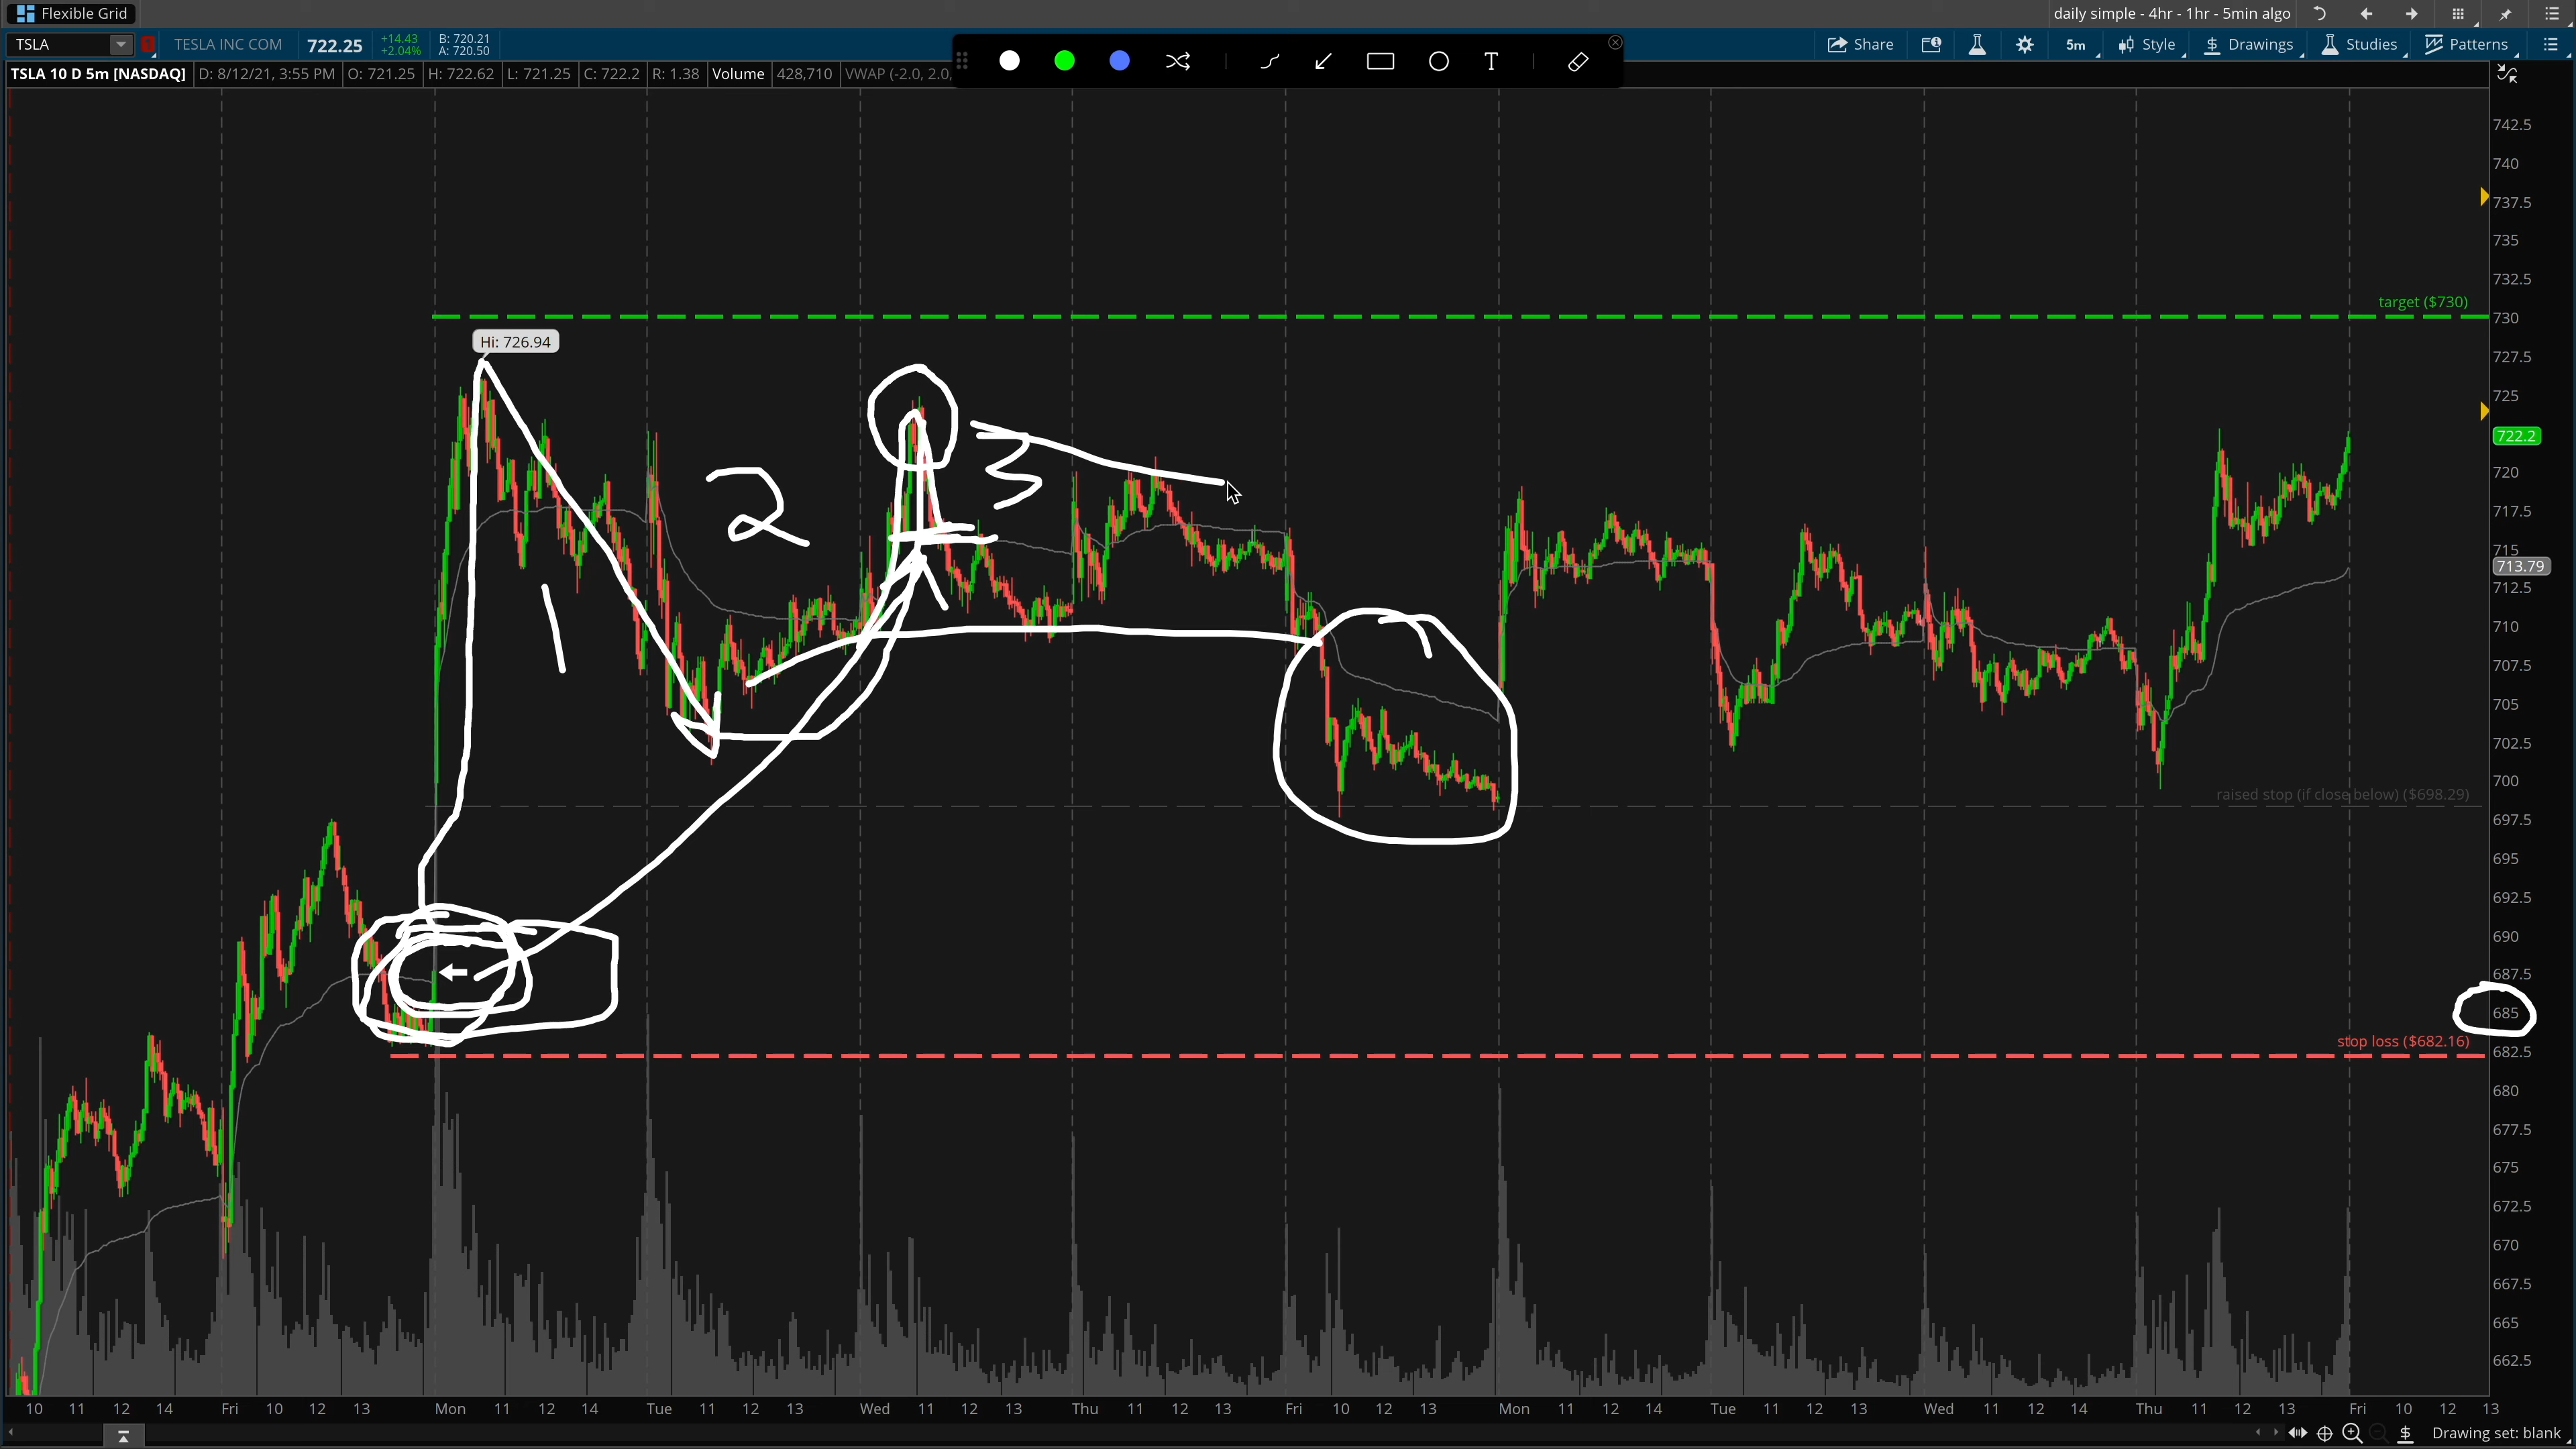 Flexible Grid
daily simple - 4hr - 1hr - 5min algo
TSLA
1
TESLA INC COM
722.25
+14.43
+2.04%
B: 720.21
A: 720.50
T
Share
5m
Style
$ Drawings
Studies
Patterns
TSLA 10 D 5m [NASDAQ]
D: 8/12/21, 3:55 PM
O: 721.25
H: 722.62
L: 721.25
C: 722.2
R: 1.38
Volume
428,710
VWAP (-2.0, 2.0,
742.5
740
737.5
735
732.5
target ($730)
730
Hi: 726.94
727.5
725
722.2
720
717.5
715
713.79
712.5
710
707.5
705
702.5
700
raised stop (if close below) ($698.29)
697.5
695
692.5
690
687.5
685
stop loss ($682.16)
682.5
680
677.5
675
672.5
670
667.5
665
662.5
1
2
3
10 11 12 14 Fri 10 12 13 Mon 11 12 14 Tue 11 12 13 Wed 11 12 13 Thu 11 12 13 Fri 10 12 13 Mon 11 12 14 Tue 11 12 13 Wed 11 12 14 Thu 11 12 13 Fri 10 12 13
$
Drawing set: blank